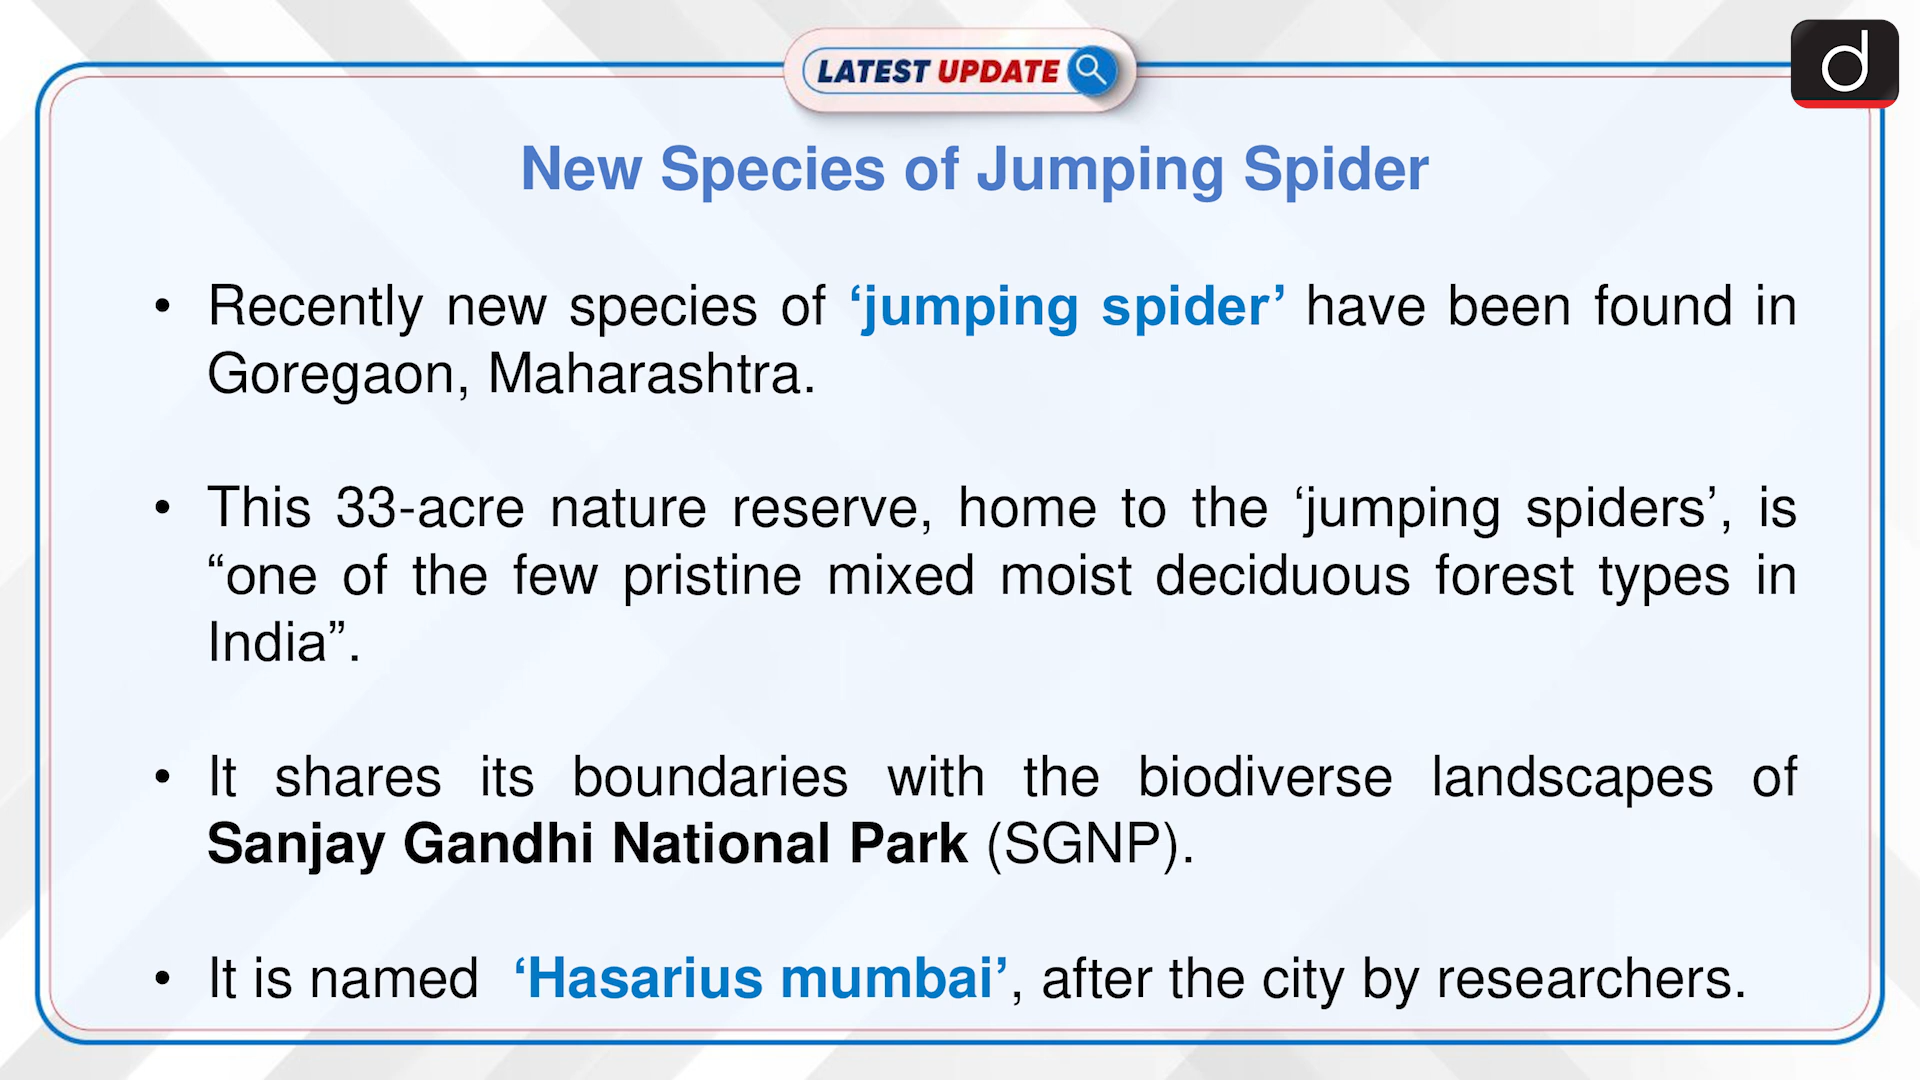 LATEST UPDATE
d
New Species of Jumping Spider
• Recently new species of ‘jumping spider’ have been found in
Goregaon, Maharashtra.
• This 33-acre nature reserve, home to the ‘jumping spiders’, is
“one of the few pristine mixed moist deciduous forest types in
India”.
• It shares its boundaries with the biodiverse landscapes of
Sanjay Gandhi National Park (SGNP).
• It is named ‘Hasarius mumbai’, after the city by researchers.